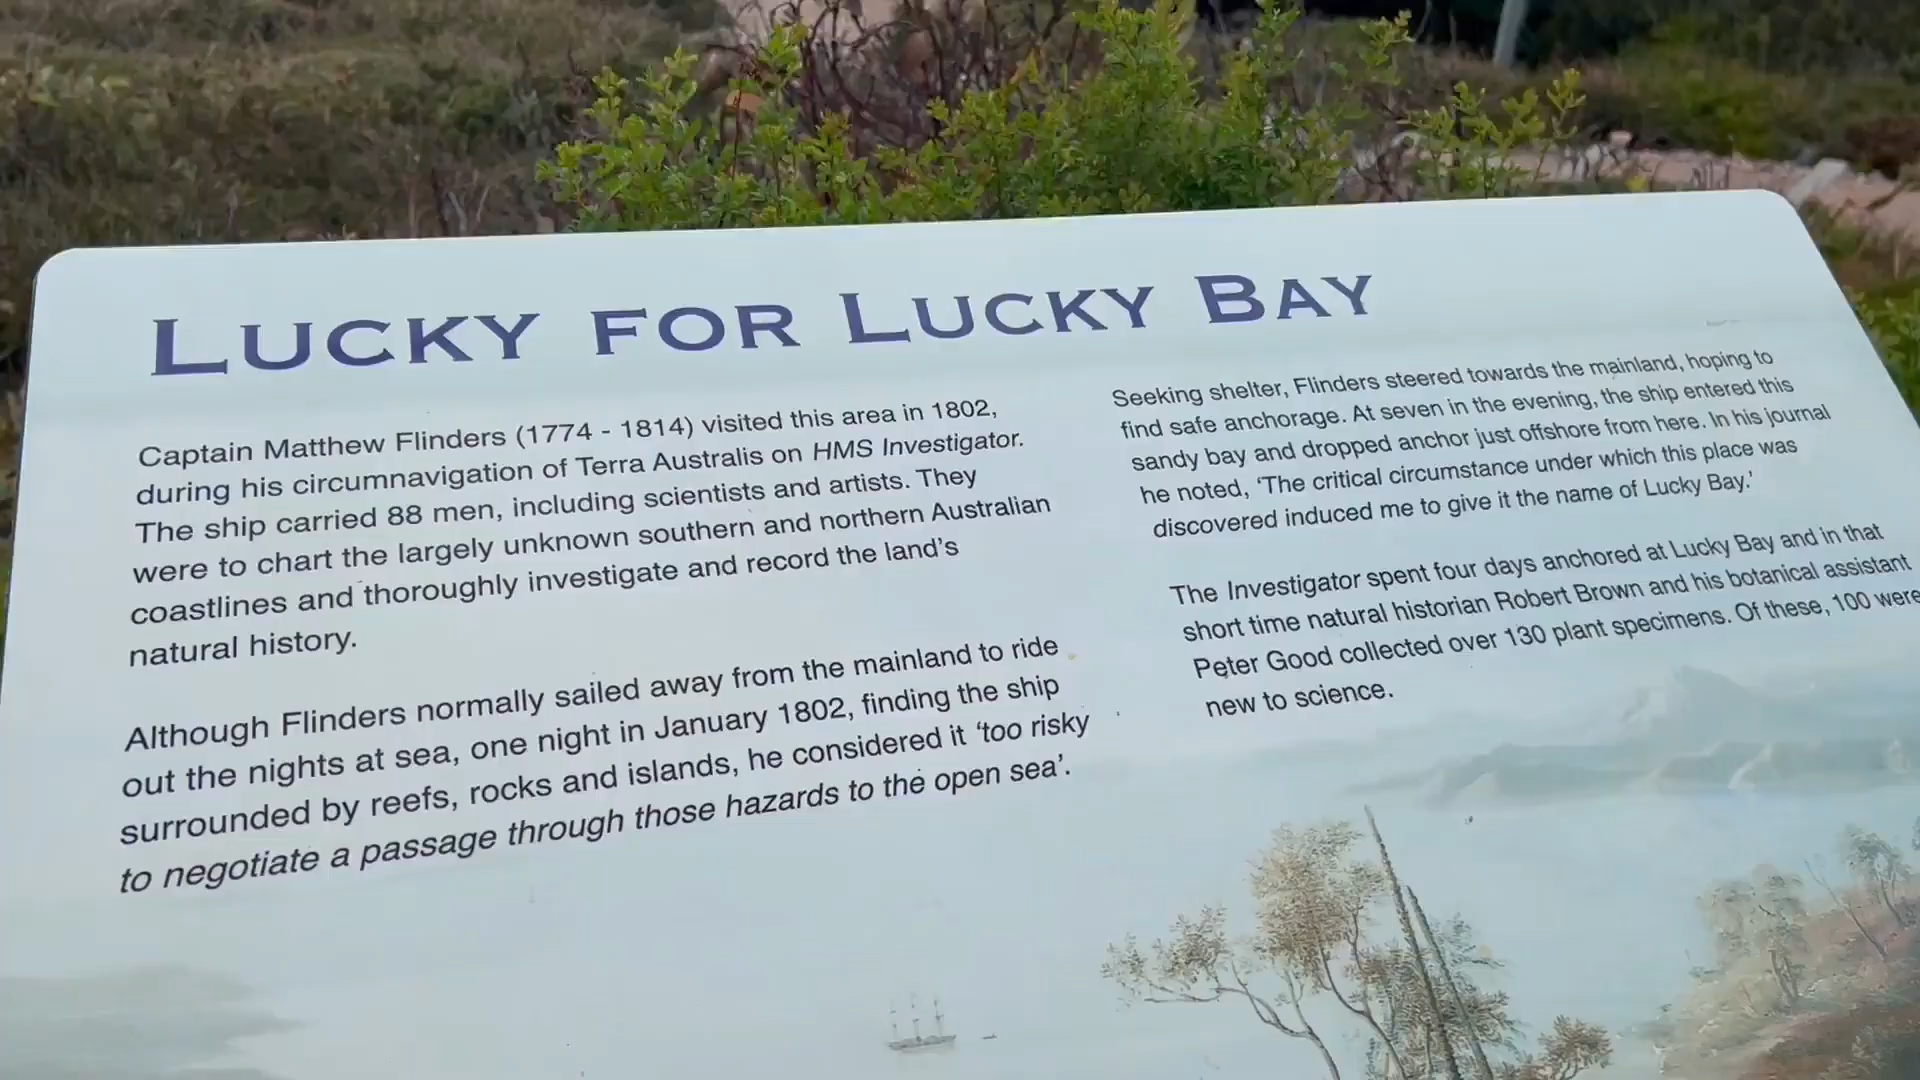 LUCKY FOR LUCKY BAY
Captain Matthew Flinders (1774 - 1814) visited this area in 1802,
during his circumnavigation of Terra Australis on HMS Investigator.
The ship carried 88 men, including scientists and artists. They
were to chart the largely unknown southern and northern Australian
coastlines and thoroughly investigate and record the land's
natural history.
Although Flinders normally sailed away from the mainland to ride
out the nights at sea, one night in January 1802, finding the ship
surrounded by reefs, rocks and islands, he considered it 'too risky
to negotiate a passage through those hazards to the open sea'.
Seeking shelter, Flinders steered towards the mainland, hoping to
find safe anchorage. At seven in the evening, the ship entered this
sandy bay and dropped anchor just offshore from here. In his journal
he noted, 'The critical circumstance under which this place was
discovered induced me to give it the name of Lucky Bay.'
The Investigator spent four days anchored at Lucky Bay and in that
short time natural historian Robert Brown and his botanical assistant
Peter Good collected over 130 plant specimens. Of these, 100 were
new to science.